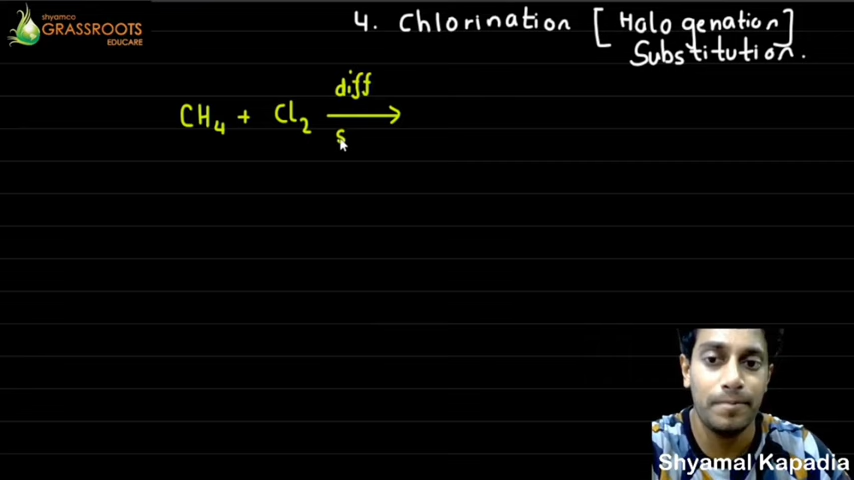 shyamco
GRASSROOTS
EDUCARE
4. Chlorination [Halogenation]
Substitution.
diff
CH4 + Cl2 →
s
Shyamal Kapadia